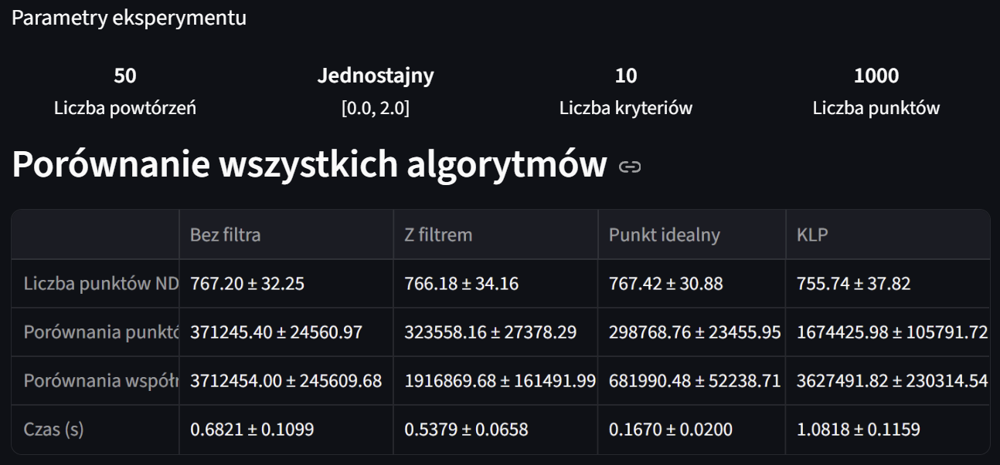 Parametry eksperymentu
50 Jednostajny 10 1000
Liczba powtórzeń [0.0, 2.0] Liczba kryteriów Liczba punktów
Porównanie wszystkich algorytmów
Bez filtra Z filtrem Punkt idealny KLP
Liczba punktów ND 767.20 ± 32.25 766.18 ± 34.16 767.42 ± 30.88 755.74 ± 37.82
Porównania 371245.40 ± 24560.97 323558.16 ± 27378.29 298768.76 ± 23455.95 1674425.98 ± 105791.72
Porównania 3712454.00 ± 245609.68 1916869.68 ± 161491.99 681990.48 ± 52238.71 3627491.82 ± 230314.54
Czas (s) 0.6821 ± 0.1099 0.5379 ± 0.0658 0.1670 ± 0.0200 1.0818 ± 0.1159